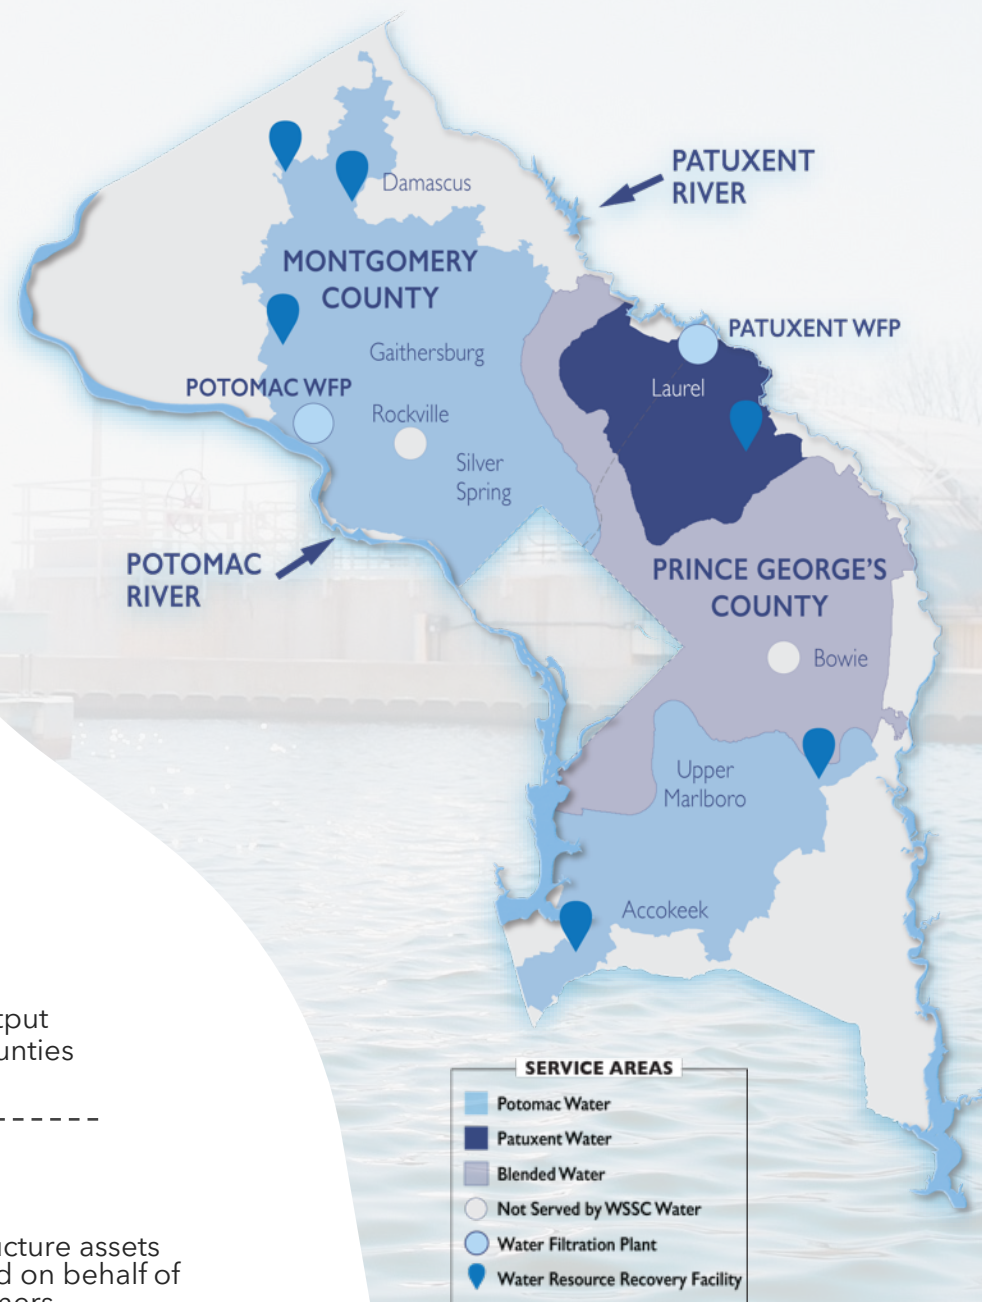 PATUXENT
RIVER
Damascus
MONTGOMERY
COUNTY
PATUXENT WFP
Gaithersburg
POTOMAC WFP
Laurel
Rockville
Silver
Spring
POTOMAC
RIVER
PRINCE GEORGE'S
COUNTY
Bowie
Upper
Marlboro
Accokeek
tput
unties
SERVICE AREAS
Potomac Water
Patuxent Water
Blended Water
Not Served by WSSC Water
Water Filtration Plant
Water Resource Recovery Facility
ucture assets
d on behalf of